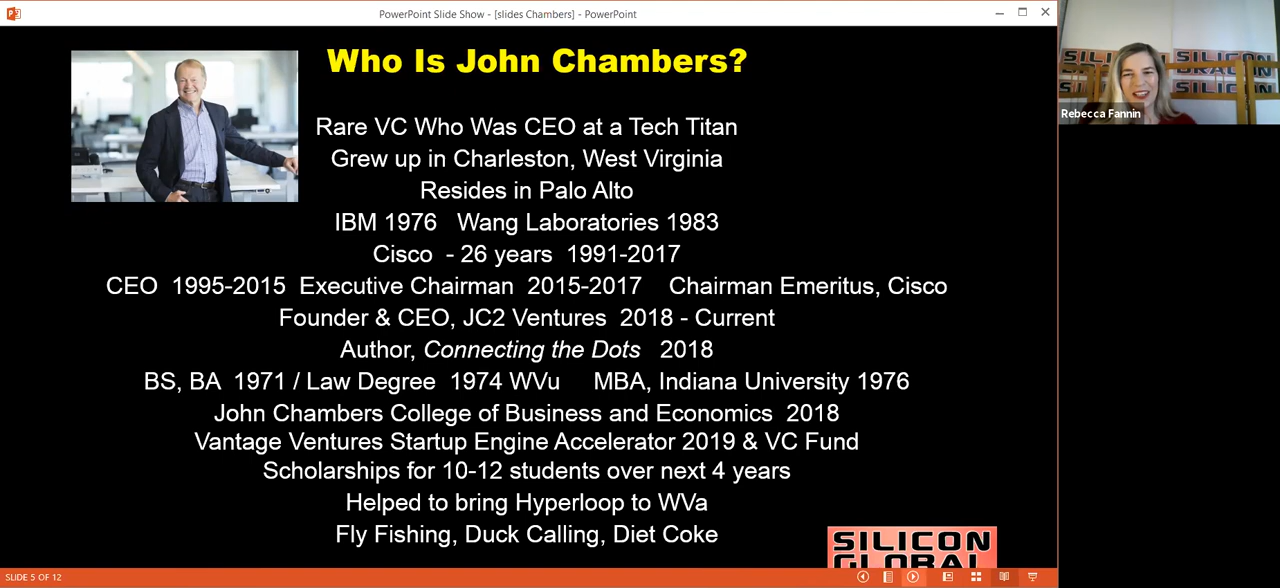 PowerPoint Slide Show - [slides Chambers] - PowerPoint
Who Is John Chambers?
Rare VC Who Was CEO at a Tech Titan
Grew up in Charleston, West Virginia
Resides in Palo Alto
IBM 1976 Wang Laboratories 1983
Cisco - 26 years 1991-2017
CEO 1995-2015 Executive Chairman 2015-2017 Chairman Emeritus, Cisco
Founder & CEO, JC2 Ventures 2018 - Current
Author, Connecting the Dots 2018
BS, BA 1971 / Law Degree 1974 WVu MBA, Indiana University 1976
John Chambers College of Business and Economics 2018
Vantage Ventures Startup Engine Accelerator 2019 & VC Fund
Scholarships for 10-12 students over next 4 years
Helped to bring Hyperloop to WVa
Fly Fishing, Duck Calling, Diet Coke
SILICON
GLOBAL
SLIDE 5 OF 12
SILICON
Rebecca Fannin